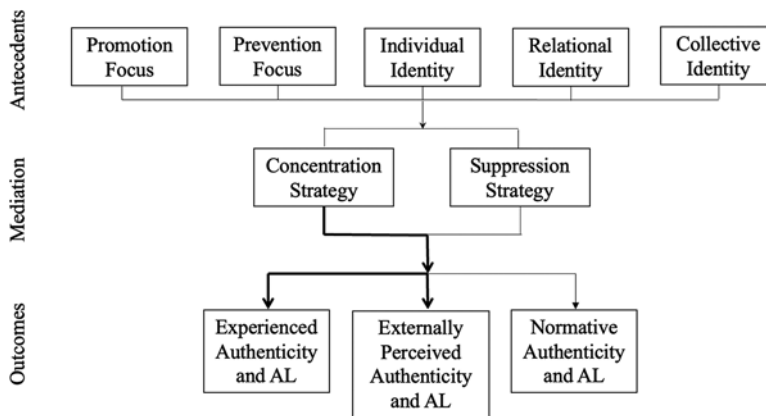 Antecedents
Promotion
Focus
Prevention
Focus
Individual
Identity
Relational
Identity
Collective
Identity
Mediation
Concentration
Strategy
Suppression
Strategy
Outcomes
Experienced
Authenticity
and AL
Externally
Perceived
Authenticity
and AL
Normative
Authenticity
and AL